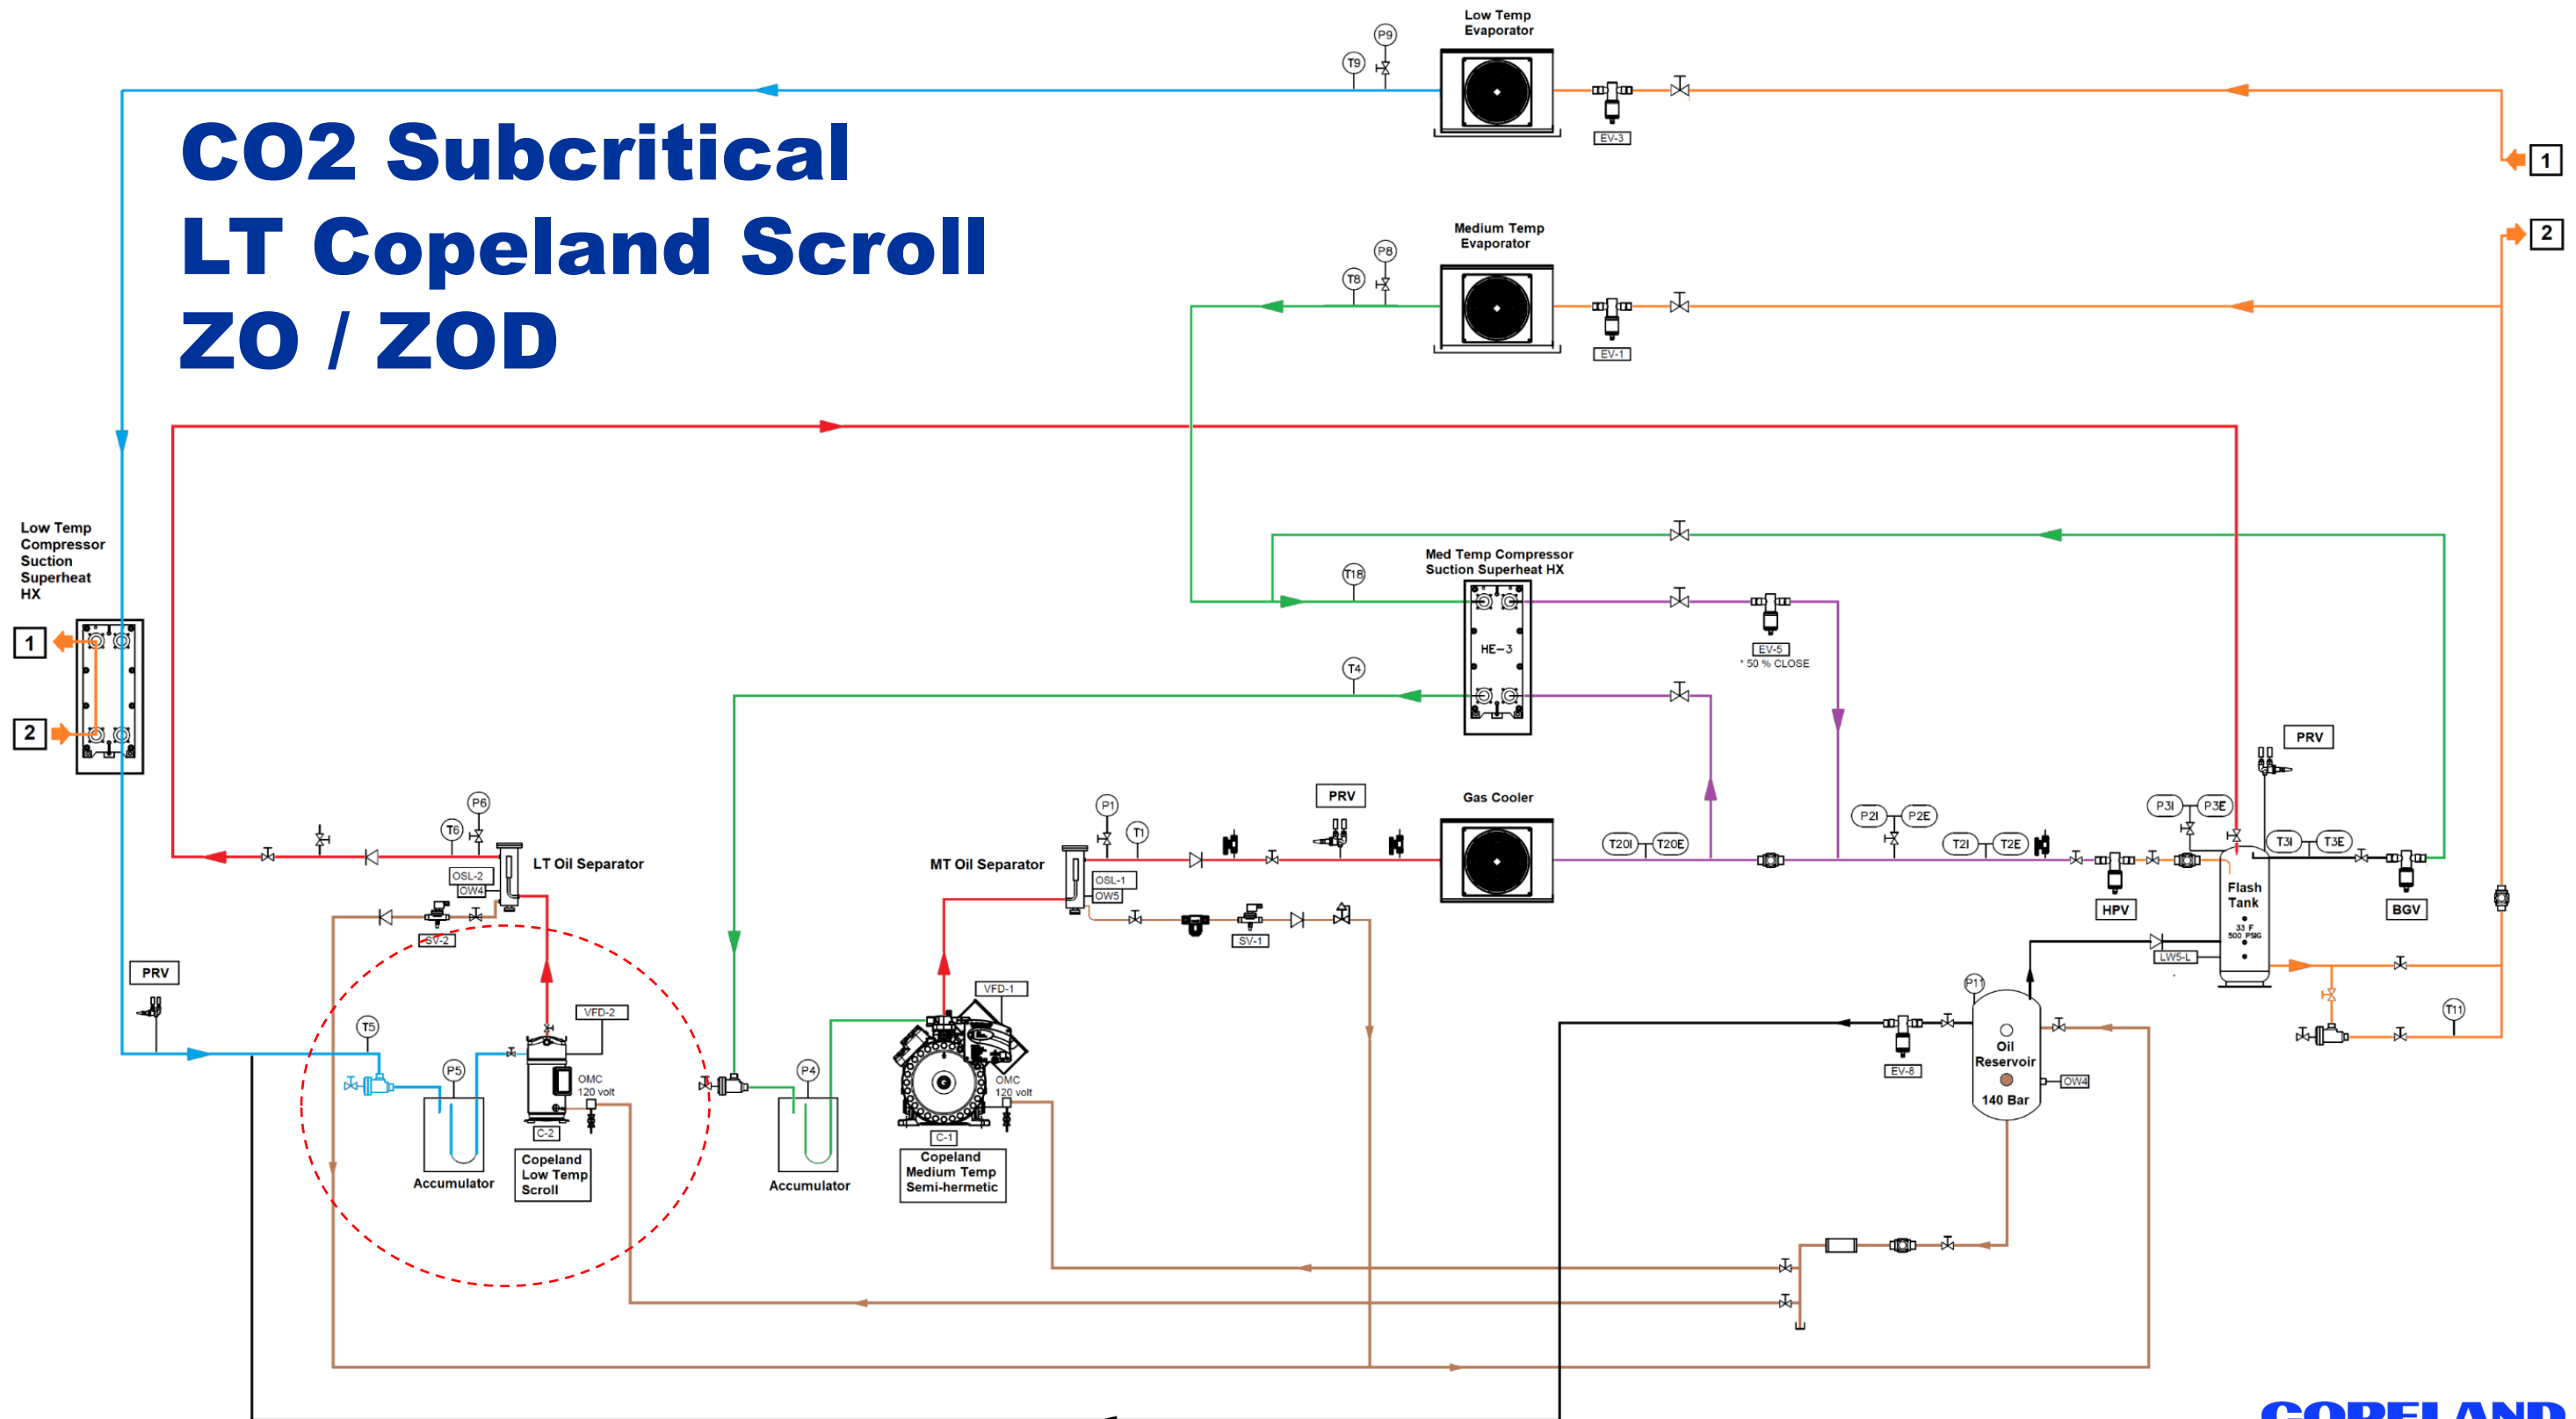 Low Temp
Evaporator
P9
T9
EV-3
CO2 Subcritical
LT Copeland Scroll
ZO / ZOD
1
2
Medium Temp
Evaporator
P8
T8
EV-1
Low Temp
Compressor
Suction
Superheat
HX
1
2
Med Temp Compressor
Suction Superheat HX
T18
HE-3
EV-5
* 50 % CLOSE
T4
PRV
P6
T6
LT Oil Separator
OSL-2
OW4
SV-2
P1
T1
MT Oil Separator
OSL-1
OW5
SV-1
PRV
Gas Cooler
T20I
T20E
P2I
P2E
T2I
T2E
HPV
P3I
P3E
T3I
T3E
Flash
Tank
33 F
500 PSIG
LW5-L
BGV
PRV
T5
P5
VFD-2
OMC
120 volt
C-2
Copeland
Low Temp
Scroll
Accumulator
P4
Accumulator
VFD-1
OMC
120 volt
C-1
Copeland
Medium Temp
Semi-hermetic
EV-8
P11
Oil
Reservoir
140 Bar
OW4
T11
COPELAND